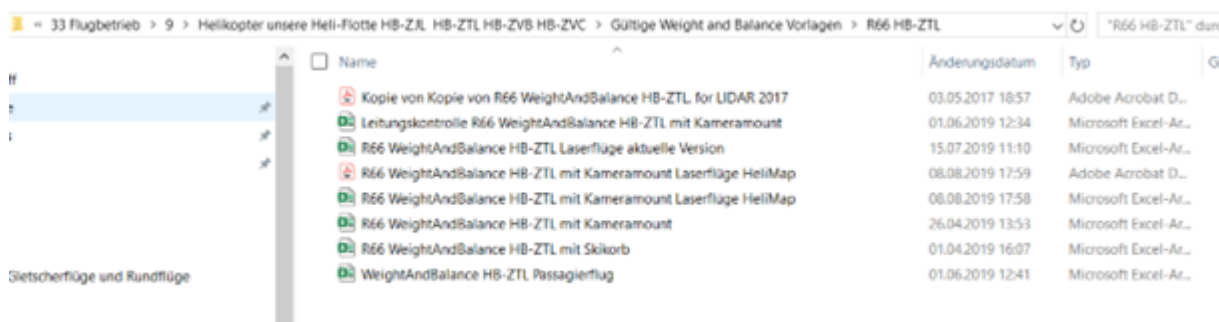 « 33 Flugbetrieb > 9 > Helikopter unsere Heli-Flotte HB-ZJL HB-ZTL HB-ZVB HB-ZVC > Gültige Weight and Balance Vorlagen > R66 HB-ZTL "R66 HB-ZTL" durc
Name Änderungsdatum Typ G
Kopie von Kopie von R66 WeightAndBalance HB-ZTL. for LIDAR 2017 03.05.2017 18:57 Adobe Acrobat D...
Leitungskontrolle R66 WeightAndBalance HB-ZTL mit Kameramount 01.06.2019 12:34 Microsoft Excel-Ar...
R66 WeightAndBalance HB-ZTL Laserflüge aktuelle Version 15.07.2019 11:10 Microsoft Excel-Ar...
R66 WeightAndBalance HB-ZTL mit Kameramount Laserflüge HeliMap 08.08.2019 17:59 Adobe Acrobat D...
R66 WeightAndBalance HB-ZTL mit Kameramount Laserflüge HeliMap 08.08.2019 17:58 Microsoft Excel-Ar...
R66 WeightAndBalance HB-ZTL mit Kameramount 26.04.2019 13:53 Microsoft Excel-Ar...
R66 WeightAndBalance HB-ZTL mit Skikorb 01.04.2019 16:07 Microsoft Excel-Ar...
WeightAndBalance HB-ZTL Passagierflug 01.06.2019 12:41 Microsoft Excel-Ar...
Gletscherflüge und Rundflüge